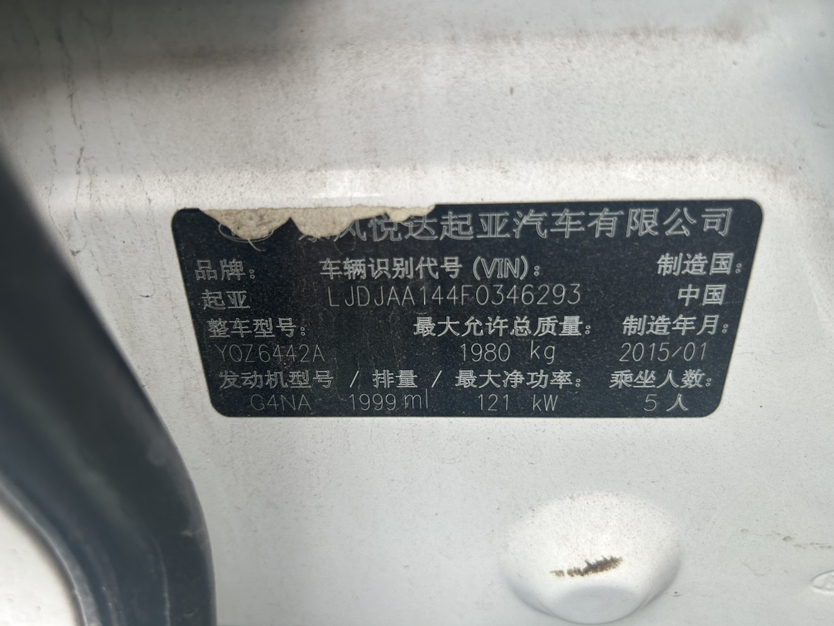 东风悦达起亚汽车有限公司
品牌： 车辆识别代号 (VIN)： 制造国：
起亚 LJDJAA144F0346293 中国
整车型号： 最大允许总质量： 制造年月：
YQZ6442A 1980 kg 2015/01
发动机型号 / 排量 / 最大净功率： 乘坐人数：
G4NA 1999 ml 121 kW 5 人